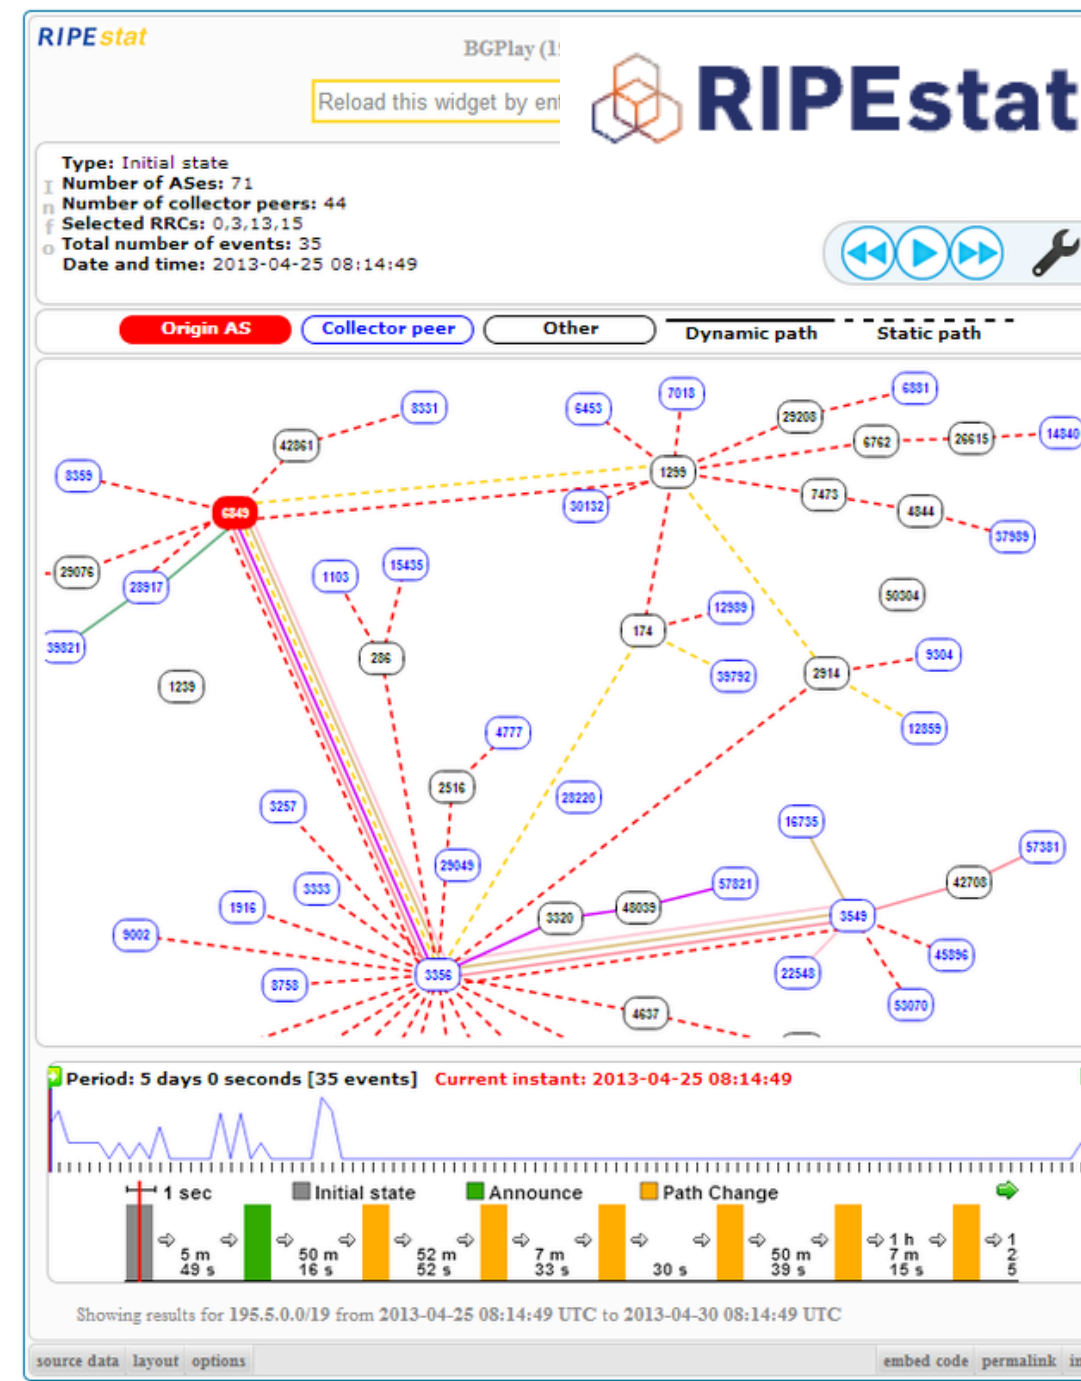 RIPEstat
BGPlay (1
RIPEstat
Reload this widget by ent
Info
Type: Initial state
Number of ASes: 71
Number of collector peers: 44
Selected RRCs: 0,3,13,15
Total number of events: 35
Date and time: 2013-04-25 08:14:49
Origin AS Collector peer Other Dynamic path Static path
8331
7018
6881
6453
29208
42861
6762
26615
14840
1299
8359
7473
30132
4844
6849
37989
29076
15435
1103
28917
50304
12989
174
39821
286
9304
2914
39792
1239
12859
4777
2516
28220
3257
16735
57381
29049
57821
42708
3333
1916
48039
3320
3549
9002
45896
3356
22548
8758
53070
4637
Period: 5 days 0 seconds [35 events] Current instant: 2013-04-25 08:14:49
1 sec Initial state Announce Path Change
5 m 49 s
50 m 16 s
52 m 52 s
7 m 33 s
30 s
50 m 39 s
1 h 7 m 15 s
1 2 5
Showing results for 195.5.0.0/19 from 2013-04-25 08:14:49 UTC to 2013-04-30 08:14:49 UTC
source data layout options embed code permalink in